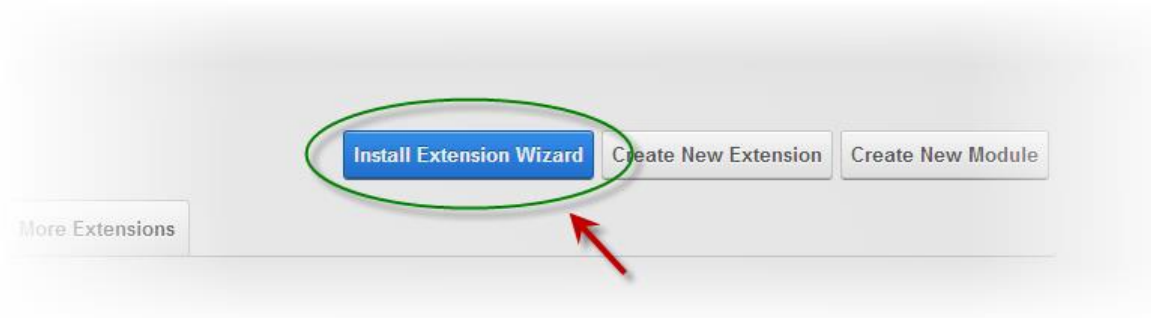 Install Extension Wizard
Create New Extension
Create New Module
More Extensions